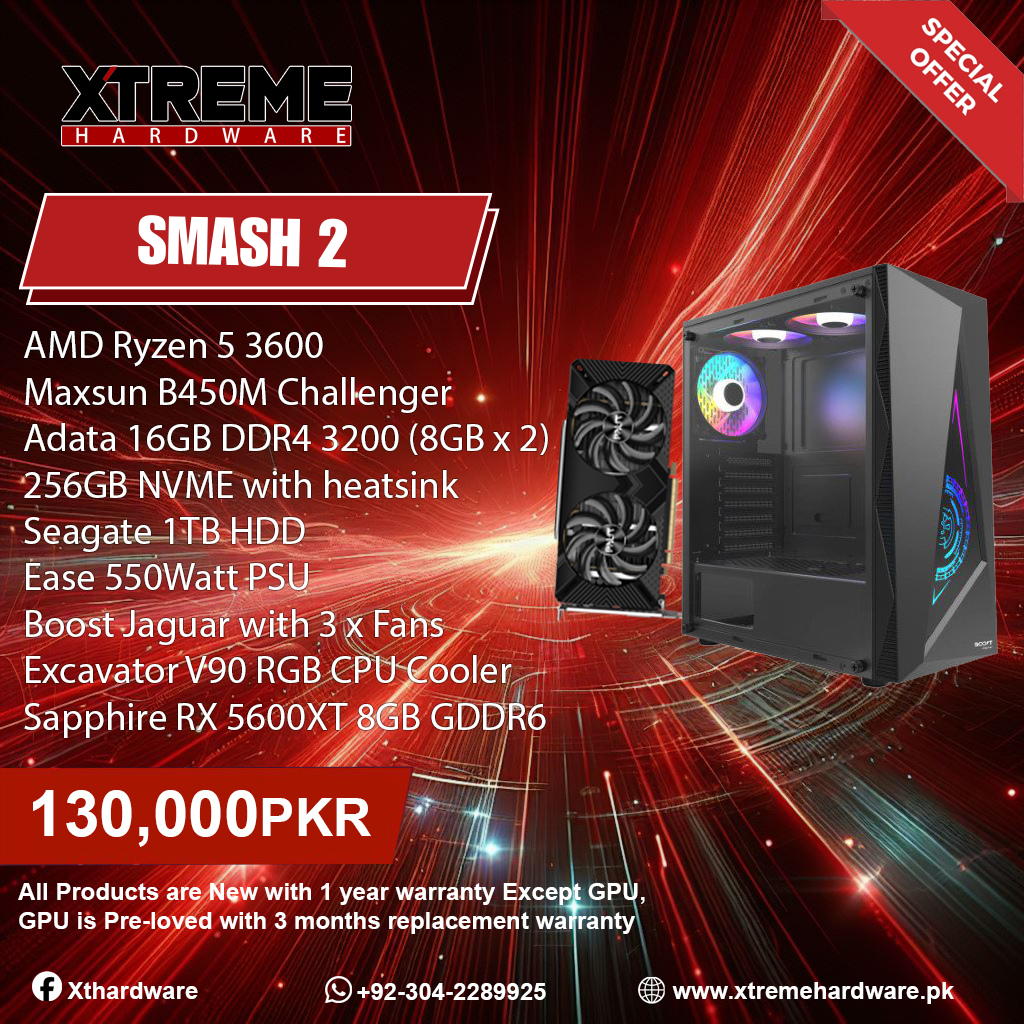 XTREME
HARDWARE
SPECIAL
OFFER
SMASH 2
AMD Ryzen 5 3600
Maxsun B450M Challenger
Adata 16GB DDR4 3200 (8GB x 2)
256GB NVME with heatsink
Seagate 1TB HDD
Ease 550Watt PSU
Boost Jaguar with 3 x Fans
Excavator V90 RGB CPU Cooler
Sapphire RX 5600XT 8GB GDDR6
130,000PKR
All Products are New with 1 year warranty Except GPU,
GPU is Pre-loved with 3 months replacement warranty
Xthardware
+92-304-2289925
www.xtremehardware.pk